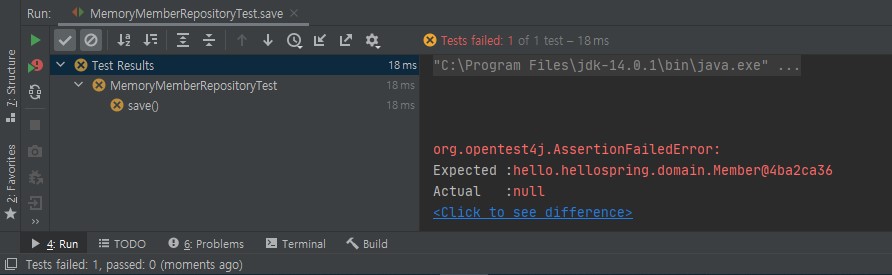 Run: MemoryMemberRepositoryTest.save ×
Tests failed: 1 of 1 test – 18 ms
Test Results 18 ms
MemoryMemberRepositoryTest 18 ms
save() 18 ms
"C:\Program Files\jdk-14.0.1\bin\java.exe" ...
org.opentest4j.AssertionFailedError:
Expected :hello.hellospring.domain.Member@4ba2ca36
Actual :null
<Click to see difference>
7: Structure
2: Favorites
4: Run TODO 6: Problems Terminal Build
Tests failed: 1, passed: 0 (moments ago)